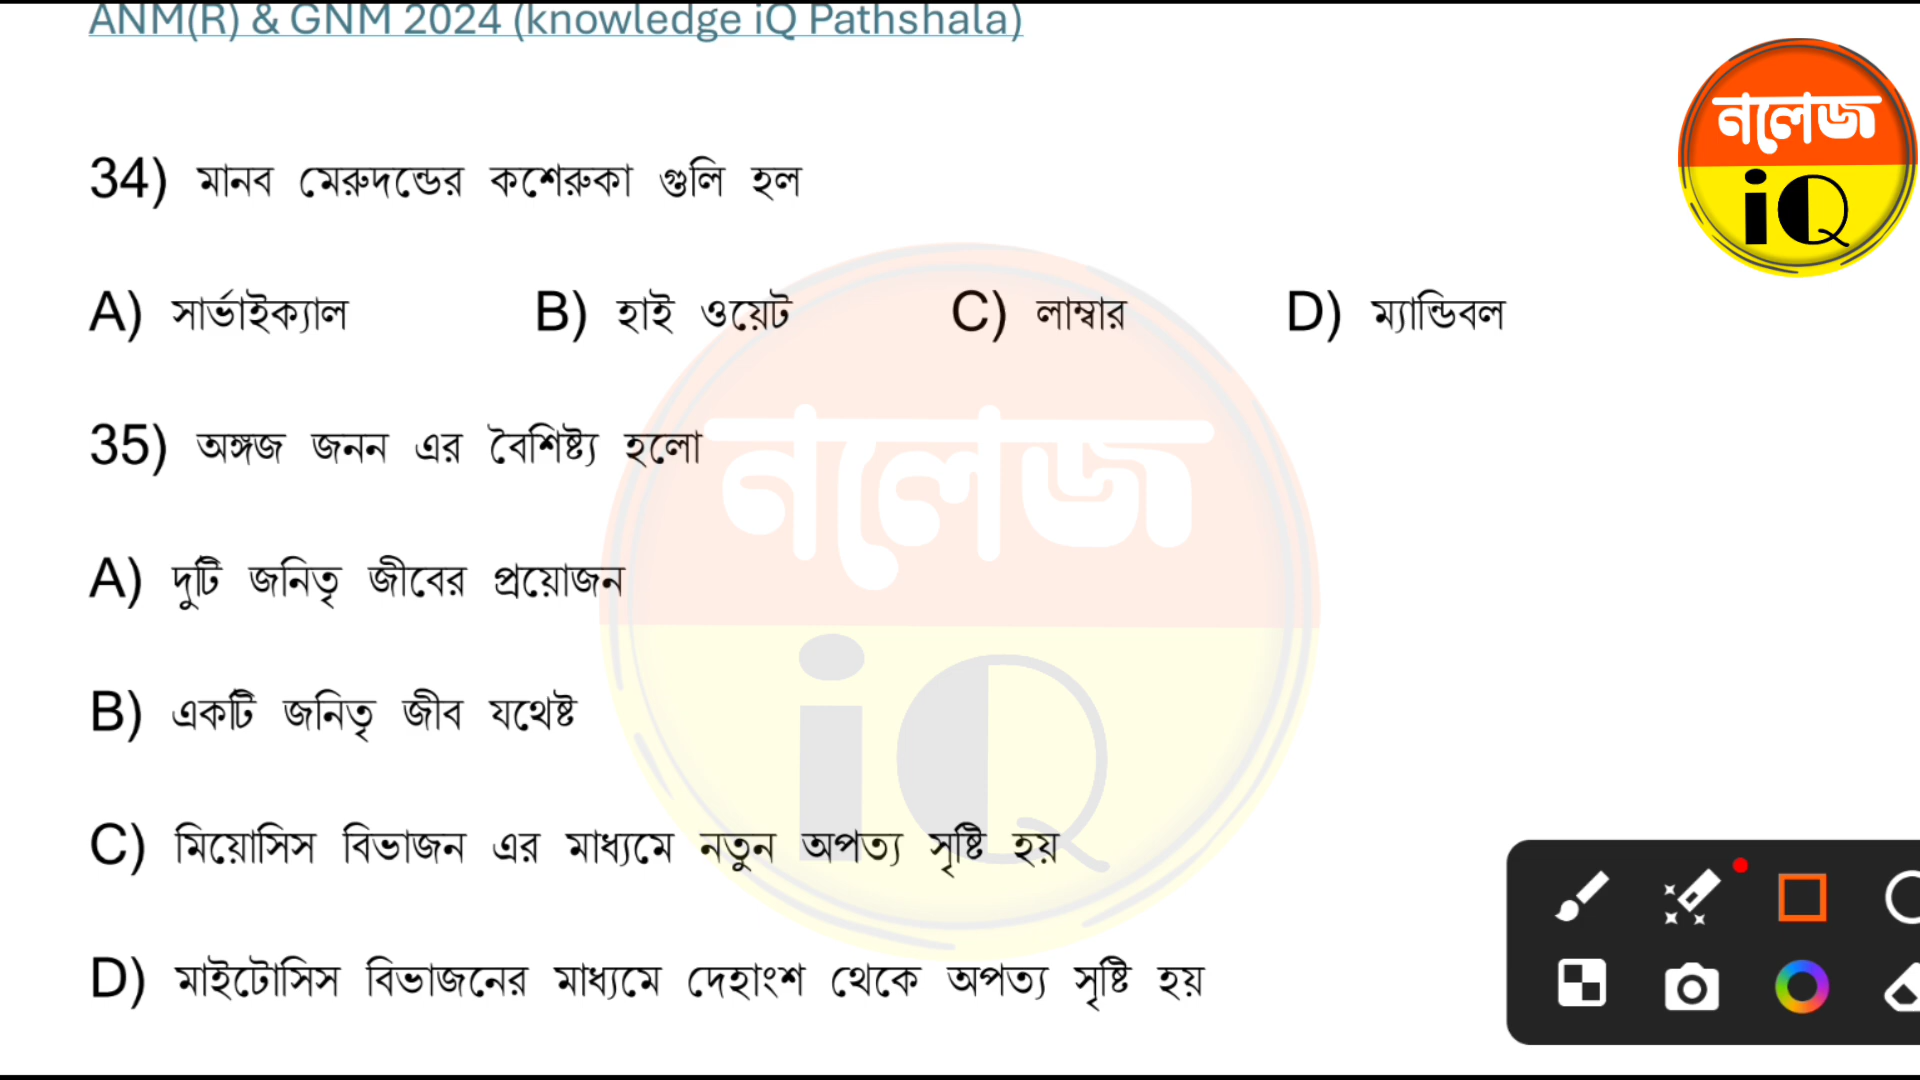 ANM(R) & GNM 2024 (knowledge iQ Pathshala)
নলেজ
iQ
34) মানব মেরুদন্ডের কশেরুকা গুলি হল
A) সার্ভাইক্যাল B) হাই ওয়েট C) লাম্বার D) ম্যান্ডিবল
35) অঙ্গজ জনন এর বৈশিষ্ট্য হলো
নলেজ
A) দুটি জনিতৃ জীবের প্রয়োজন
iQ
B) একটি জনিতৃ জীব যথেষ্ট
C) মিয়োসিস বিভাজন এর মাধ্যমে নতুন অপত্য সৃষ্টি হয়
D) মাইটোসিস বিভাজনের মাধ্যমে দেহাংশ থেকে অপত্য সৃষ্টি হয়